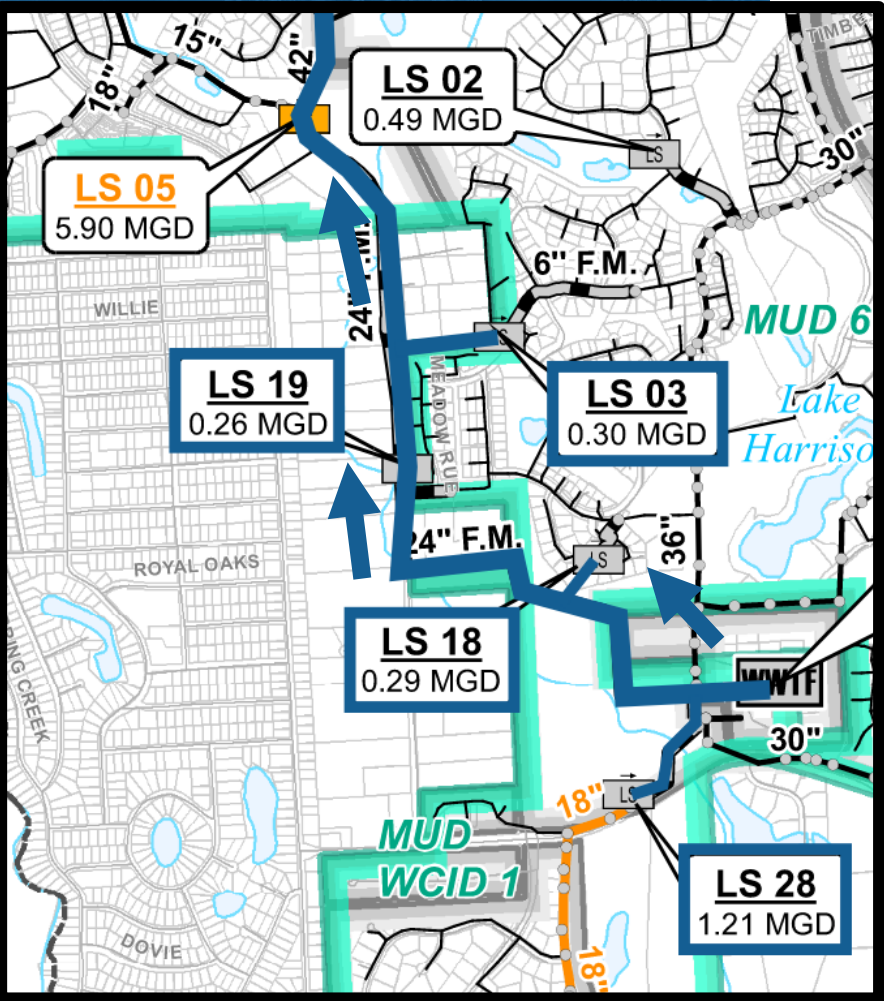 15"
42"
18"
LS 02
0.49 MGD
LS
30"
LS 05
5.90 MGD
24" F.M.
6" F.M.
WILLIE
MUD 6
LS
LS 19
0.26 MGD
MEADOW RUE
LS 03
0.30 MGD
Lake
Harriso
24" F.M.
36"
ROYAL OAKS
LS
LS 18
0.29 MGD
WWTF
RING CREEK
30"
LS
18"
MUD
WCID 1
LS 28
1.21 MGD
DOVIE
18"